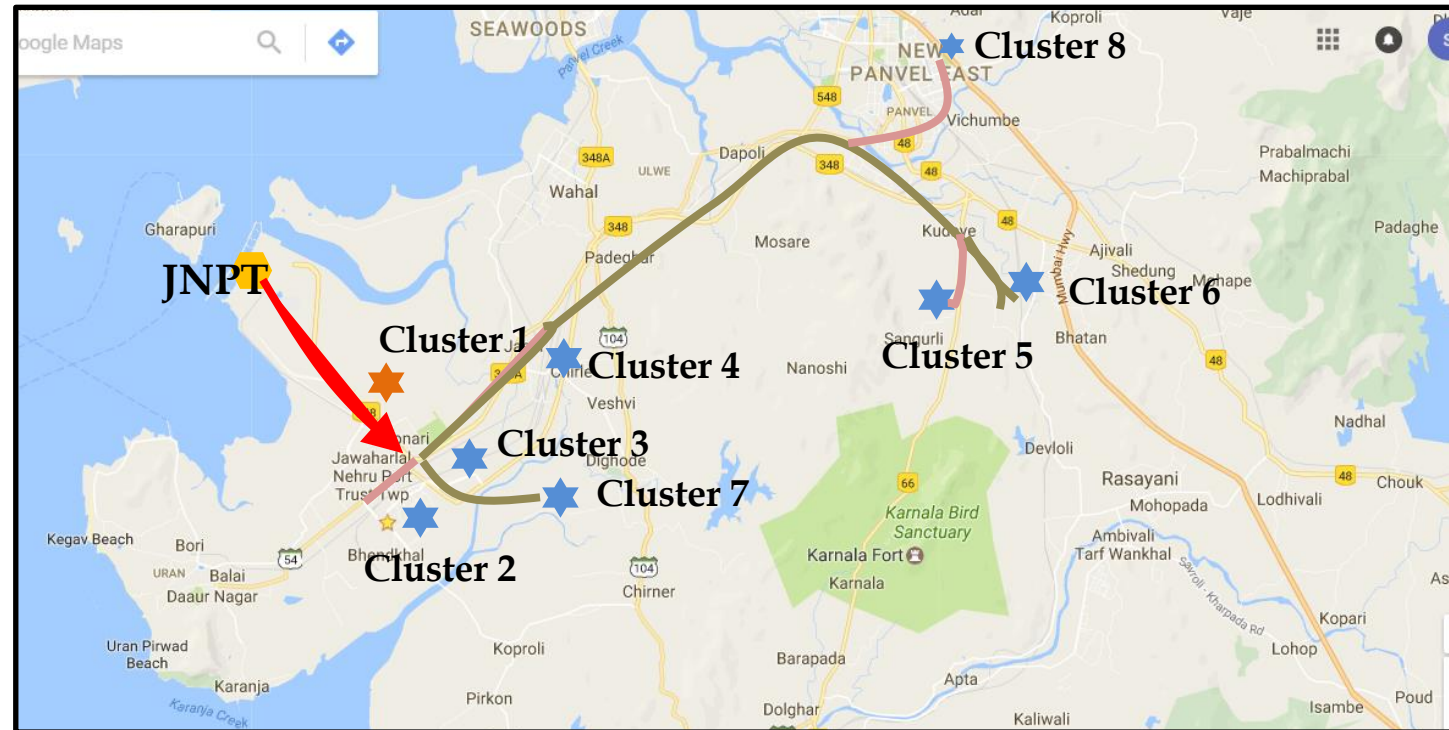 Koproli
Vaje
oogle Maps
SEAWOODS
Cluster 8
NEW
PANVEL EAST
Panvel Creek
548
PANVEL
Vichumbe
48
348A
Dapoli
348
ULWE
48
Prabalmachi
Machiprabal
Wahal
Gharapuri
348
48
Padaghe
Mosare
Ajivali
JNPT
Shedung
Mohape
Mumbai Hwy
Cluster 6
Cluster 1
104
Sangurli
Bhatan
Cluster 5
Cluster 4
Nanoshi
48
Veshvi
Nadhal
Cluster 3
Jawaharlal
Nehru Port
Trust Twp
Dighode
Devloli
Cluster 7
66
Rasayani
48
Chouk
Mohopada
Lodhivali
Karnala Bird
Sanctuary
Kegav Beach
Bori
Ambivali
Tarf Wankhal
54
Bhendkhal
Karnala Fort
URAN
Balai
Cluster 2
104
Karnala
Daaur Nagar
Chirner
Savroli - Kharpada Rd
Kopari
Uran Pirwad
Beach
Koproli
Barapada
Lohop
Apta
Karanja
Pirkon
Poud
Karanja Creek
Dolghar
Isambe
Kaliwali